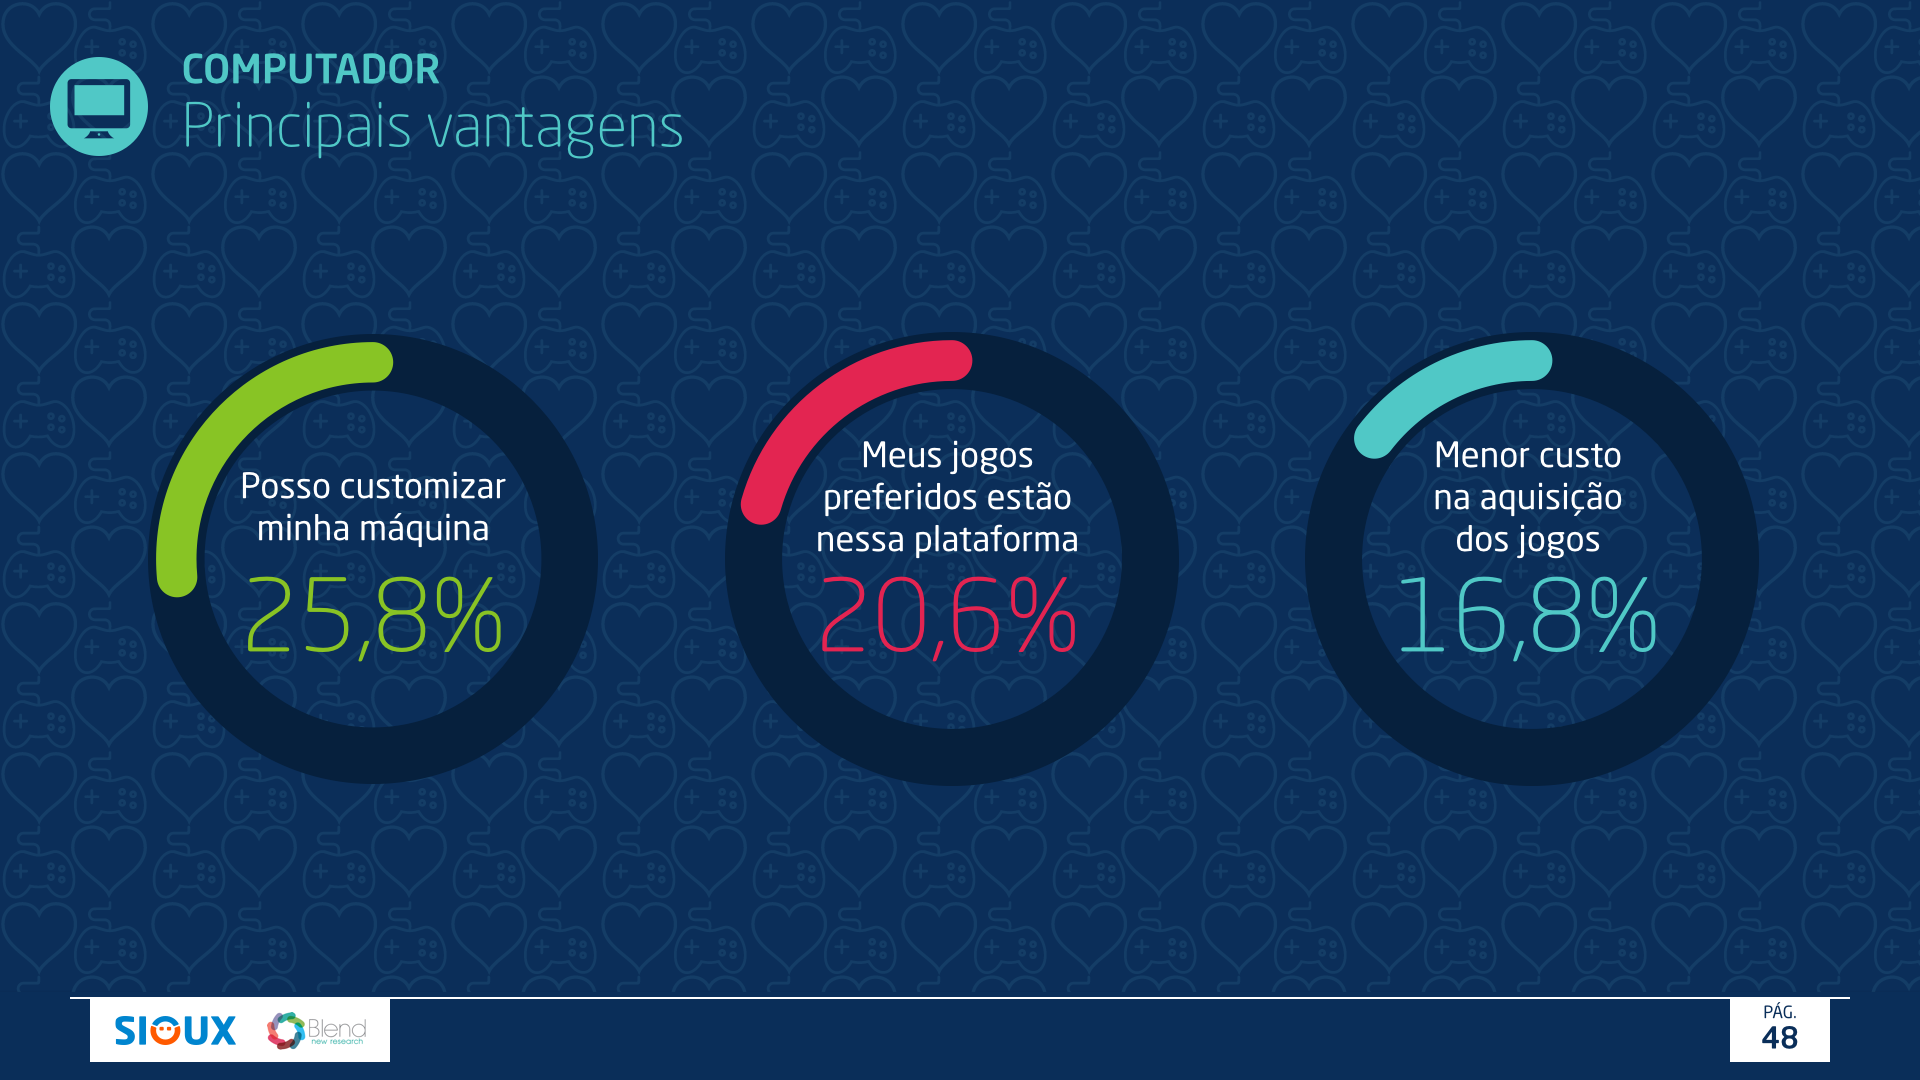 COMPUTADOR
Principais vantagens
Posso customizar
minha máquina
25,8%
Meus jogos
preferidos estão
nessa plataforma
20,6%
Menor custo
na aquisição
dos jogos
16,8%
SIOUX
Blend
new research
PÁG.
48